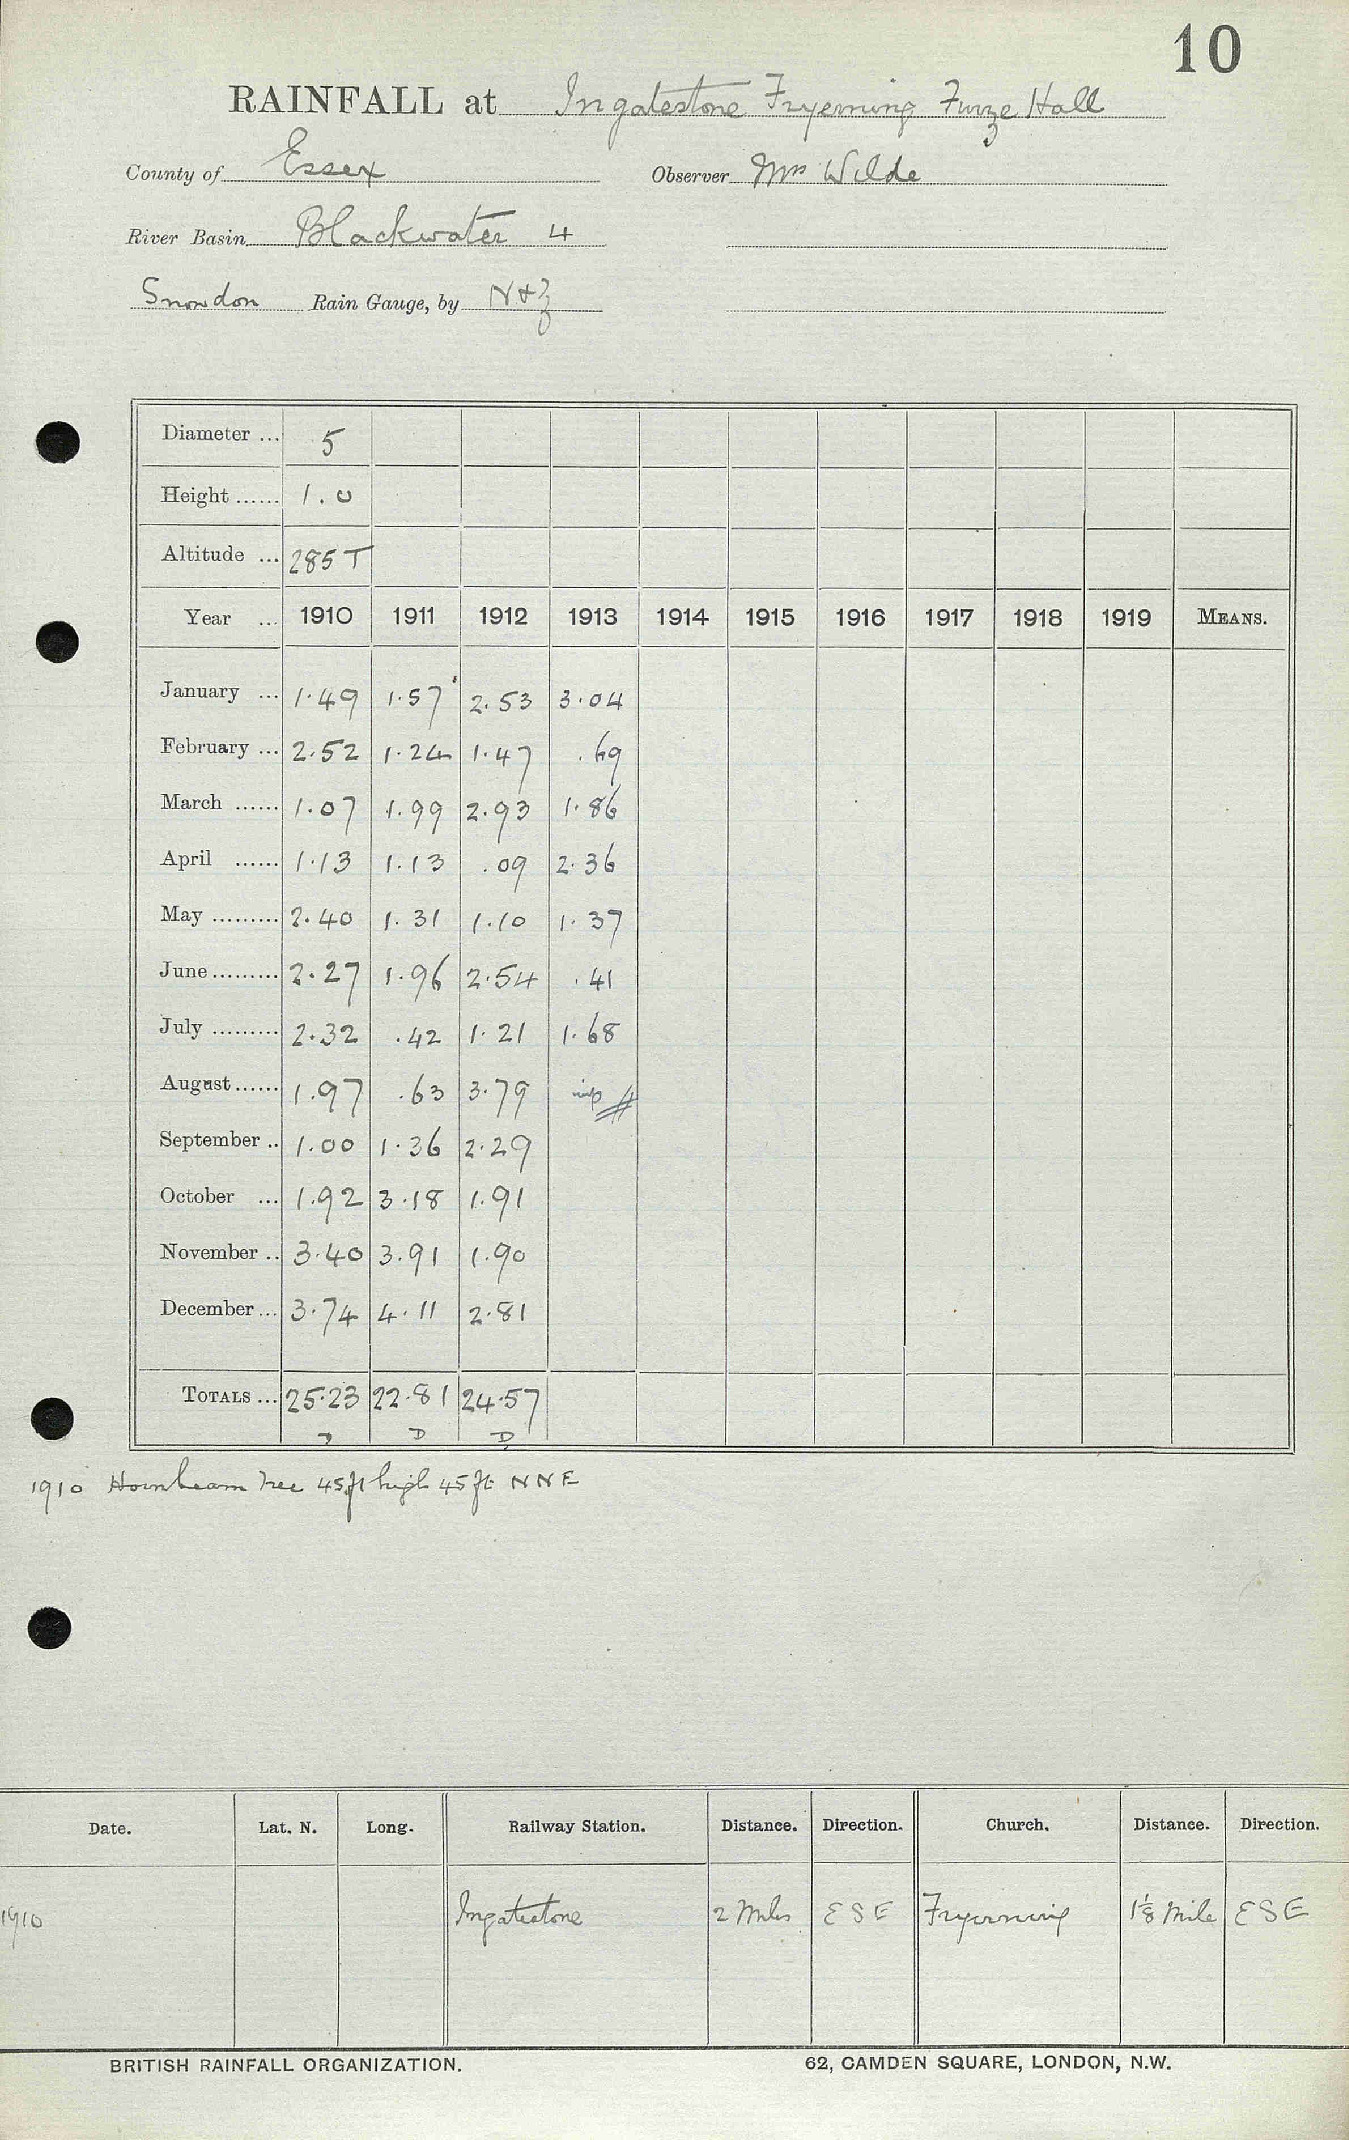 10
RAINFALL at Ingatestone Fryerning Furze Hall
County of Essex Observer Mrs Wilde
River Basin Blackwater 4
Snowdon Rain Gauge, by N+Z
Diameter ... 5
Height ...... 1.0
Altitude ... 285 T
Year ... 1910 1911 1912 1913 1914 1915 1916 1917 1918 1919 MEANS.
January ... 1.49 1.57 2.53 3.04
February ... 2.52 1.24 1.47 .69
March ...... 1.07 1.99 2.93 1.86
April ...... 1.13 1.13 .09 2.36
May ......... 2.40 1.31 1.10 1.37
June ......... 2.27 1.96 2.54 .41
July ......... 2.32 .42 1.21 1.68
August ...... 1.97 .63 3.79
September .. 1.00 1.36 2.29
October ... 1.92 3.18 1.91
November .. 3.40 3.91 1.90
December ... 3.74 4.11 2.81
TOTALS ... 25.23 22.81 24.57
D D
1910 Hornbeam tree 45ft high 45ft NNE
Date. Lat. N. Long. Railway Station. Distance. Direction. Church. Distance. Direction.
1910 Ingatestone 2 Miles ESE Fryerning 1⅛ Mile ESE
BRITISH RAINFALL ORGANIZATION. 62, CAMDEN SQUARE, LONDON, N.W.